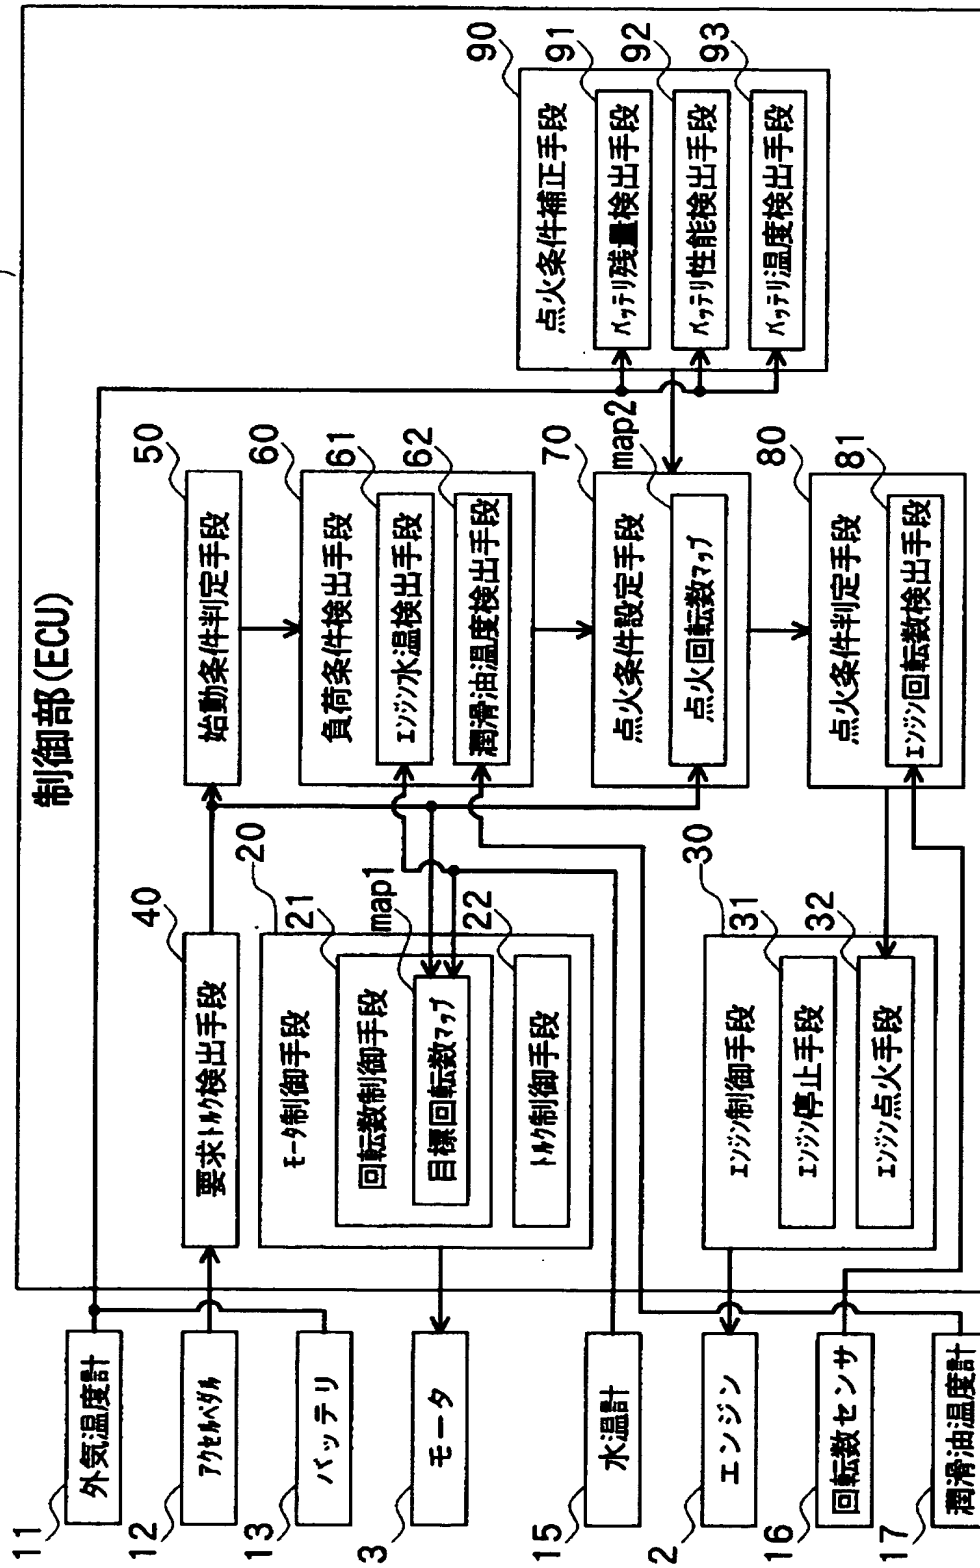 制御部(ECU)
11
外気温度計
12
アクセルペダル
13
バッテリ
3
モータ
15
水温計
2
エンジン
16
回転数センサ
17
潤滑油温度計
40
要求トルク検出手段
20
モータ制御手段
21
回転数制御手段
map1
目標回転数マップ
22
トルク制御手段
30
エンジン制御手段
31
エンジン停止手段
32
エンジン点火手段
50
始動条件判定手段
60
負荷条件検出手段
61
エンジン水温検出手段
62
潤滑油温度検出手段
70
点火条件設定手段
map2
点火回転数マップ
80
点火条件判定手段
81
エンジン回転数検出手段
90
点火条件補正手段
91
バッテリ残量検出手段
92
バッテリ性能検出手段
93
バッテリ温度検出手段